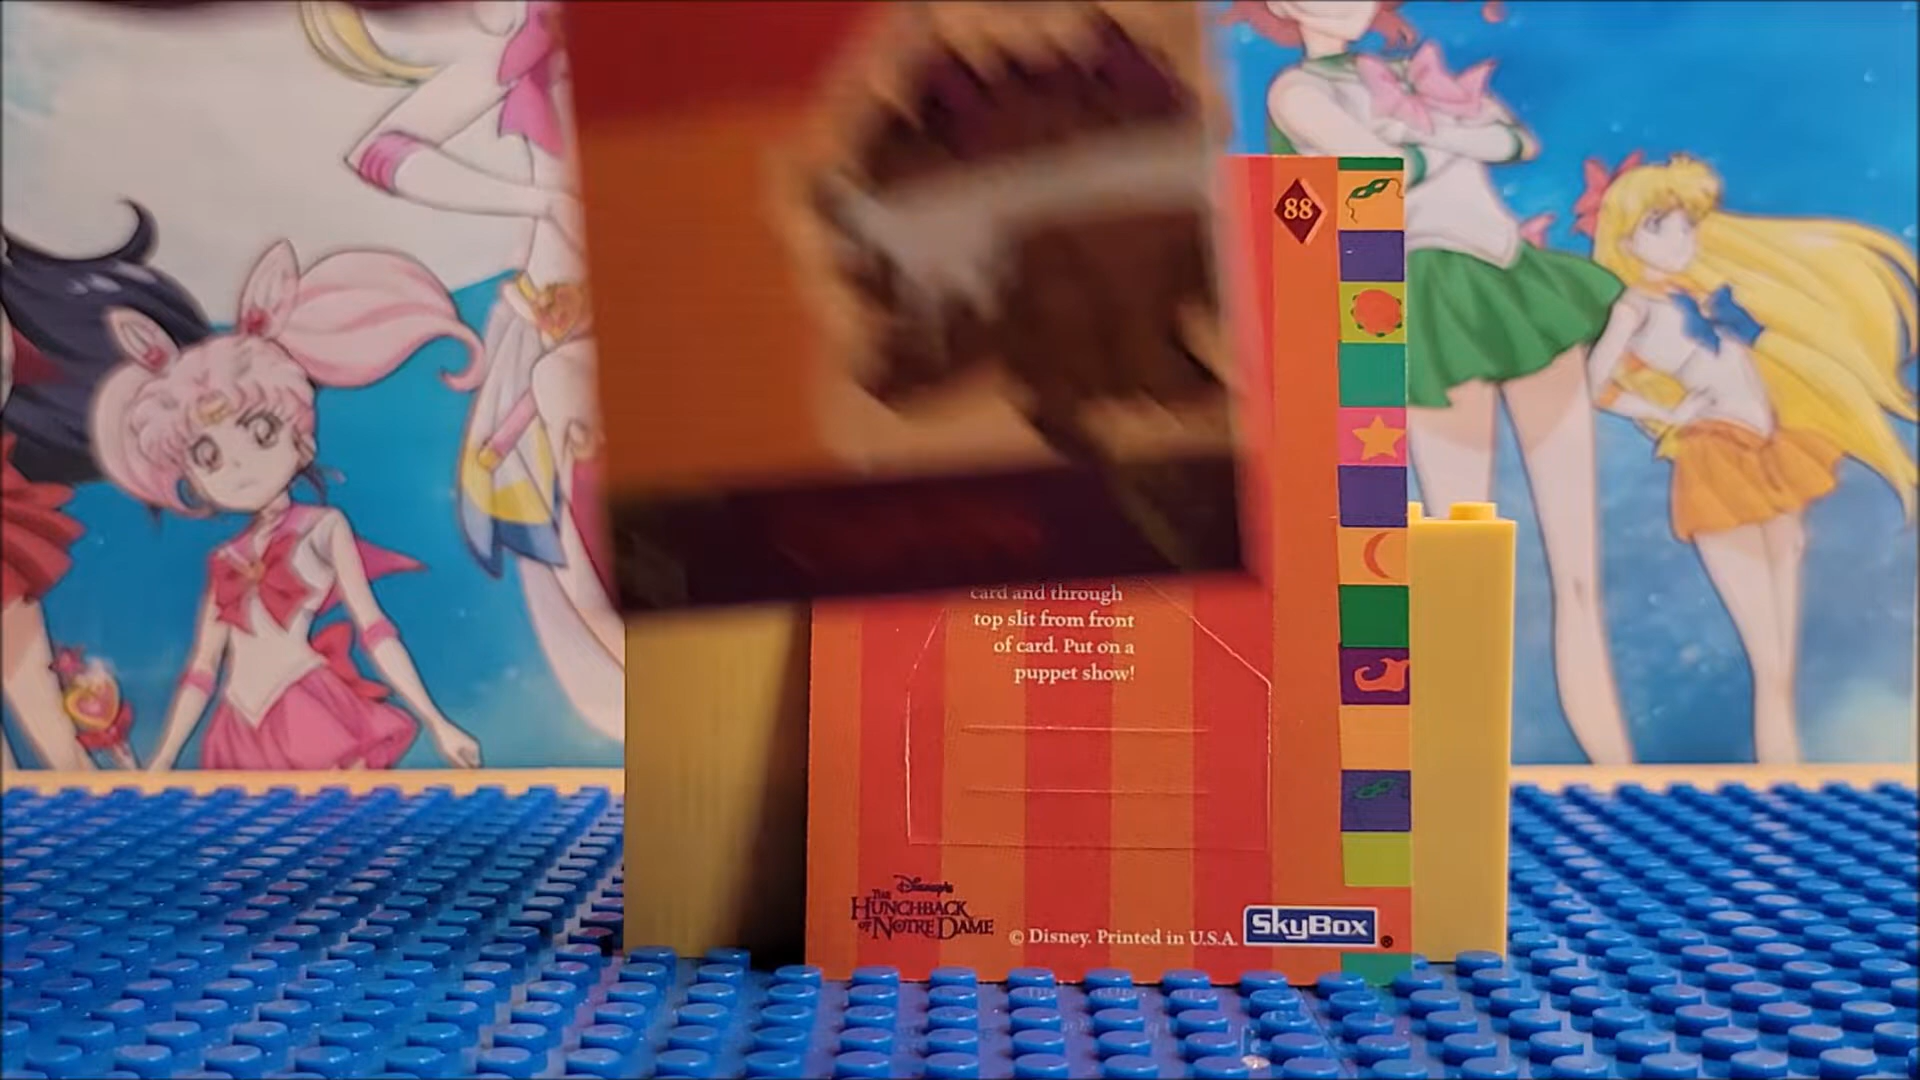 88
card and through
top slit from front
of card. Put on a
puppet show!
Disney's
THE
HUNCHBACK
OF NOTRE DAME
© Disney. Printed in U.S.A.
SkyBox®